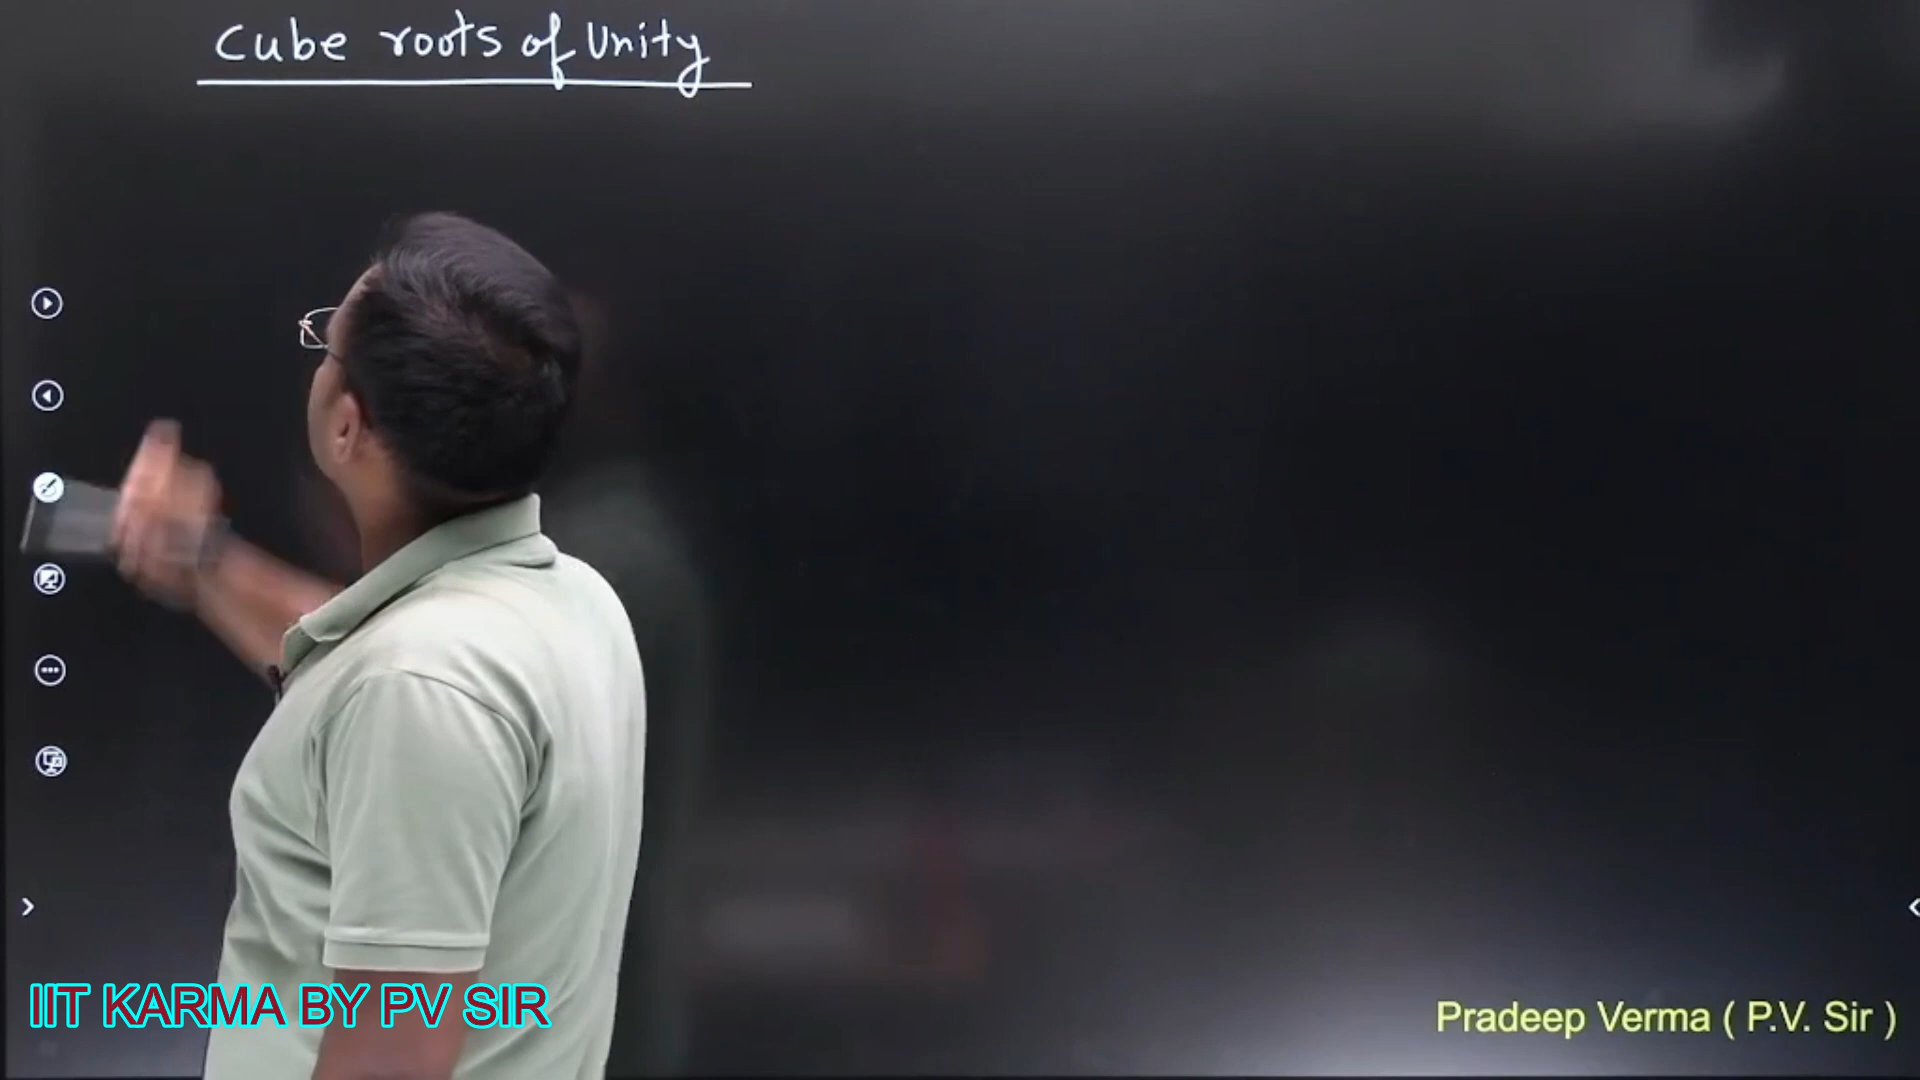 Cube roots of Unity
IIT KARMA BY PV SIR
Pradeep Verma ( P.V. Sir )